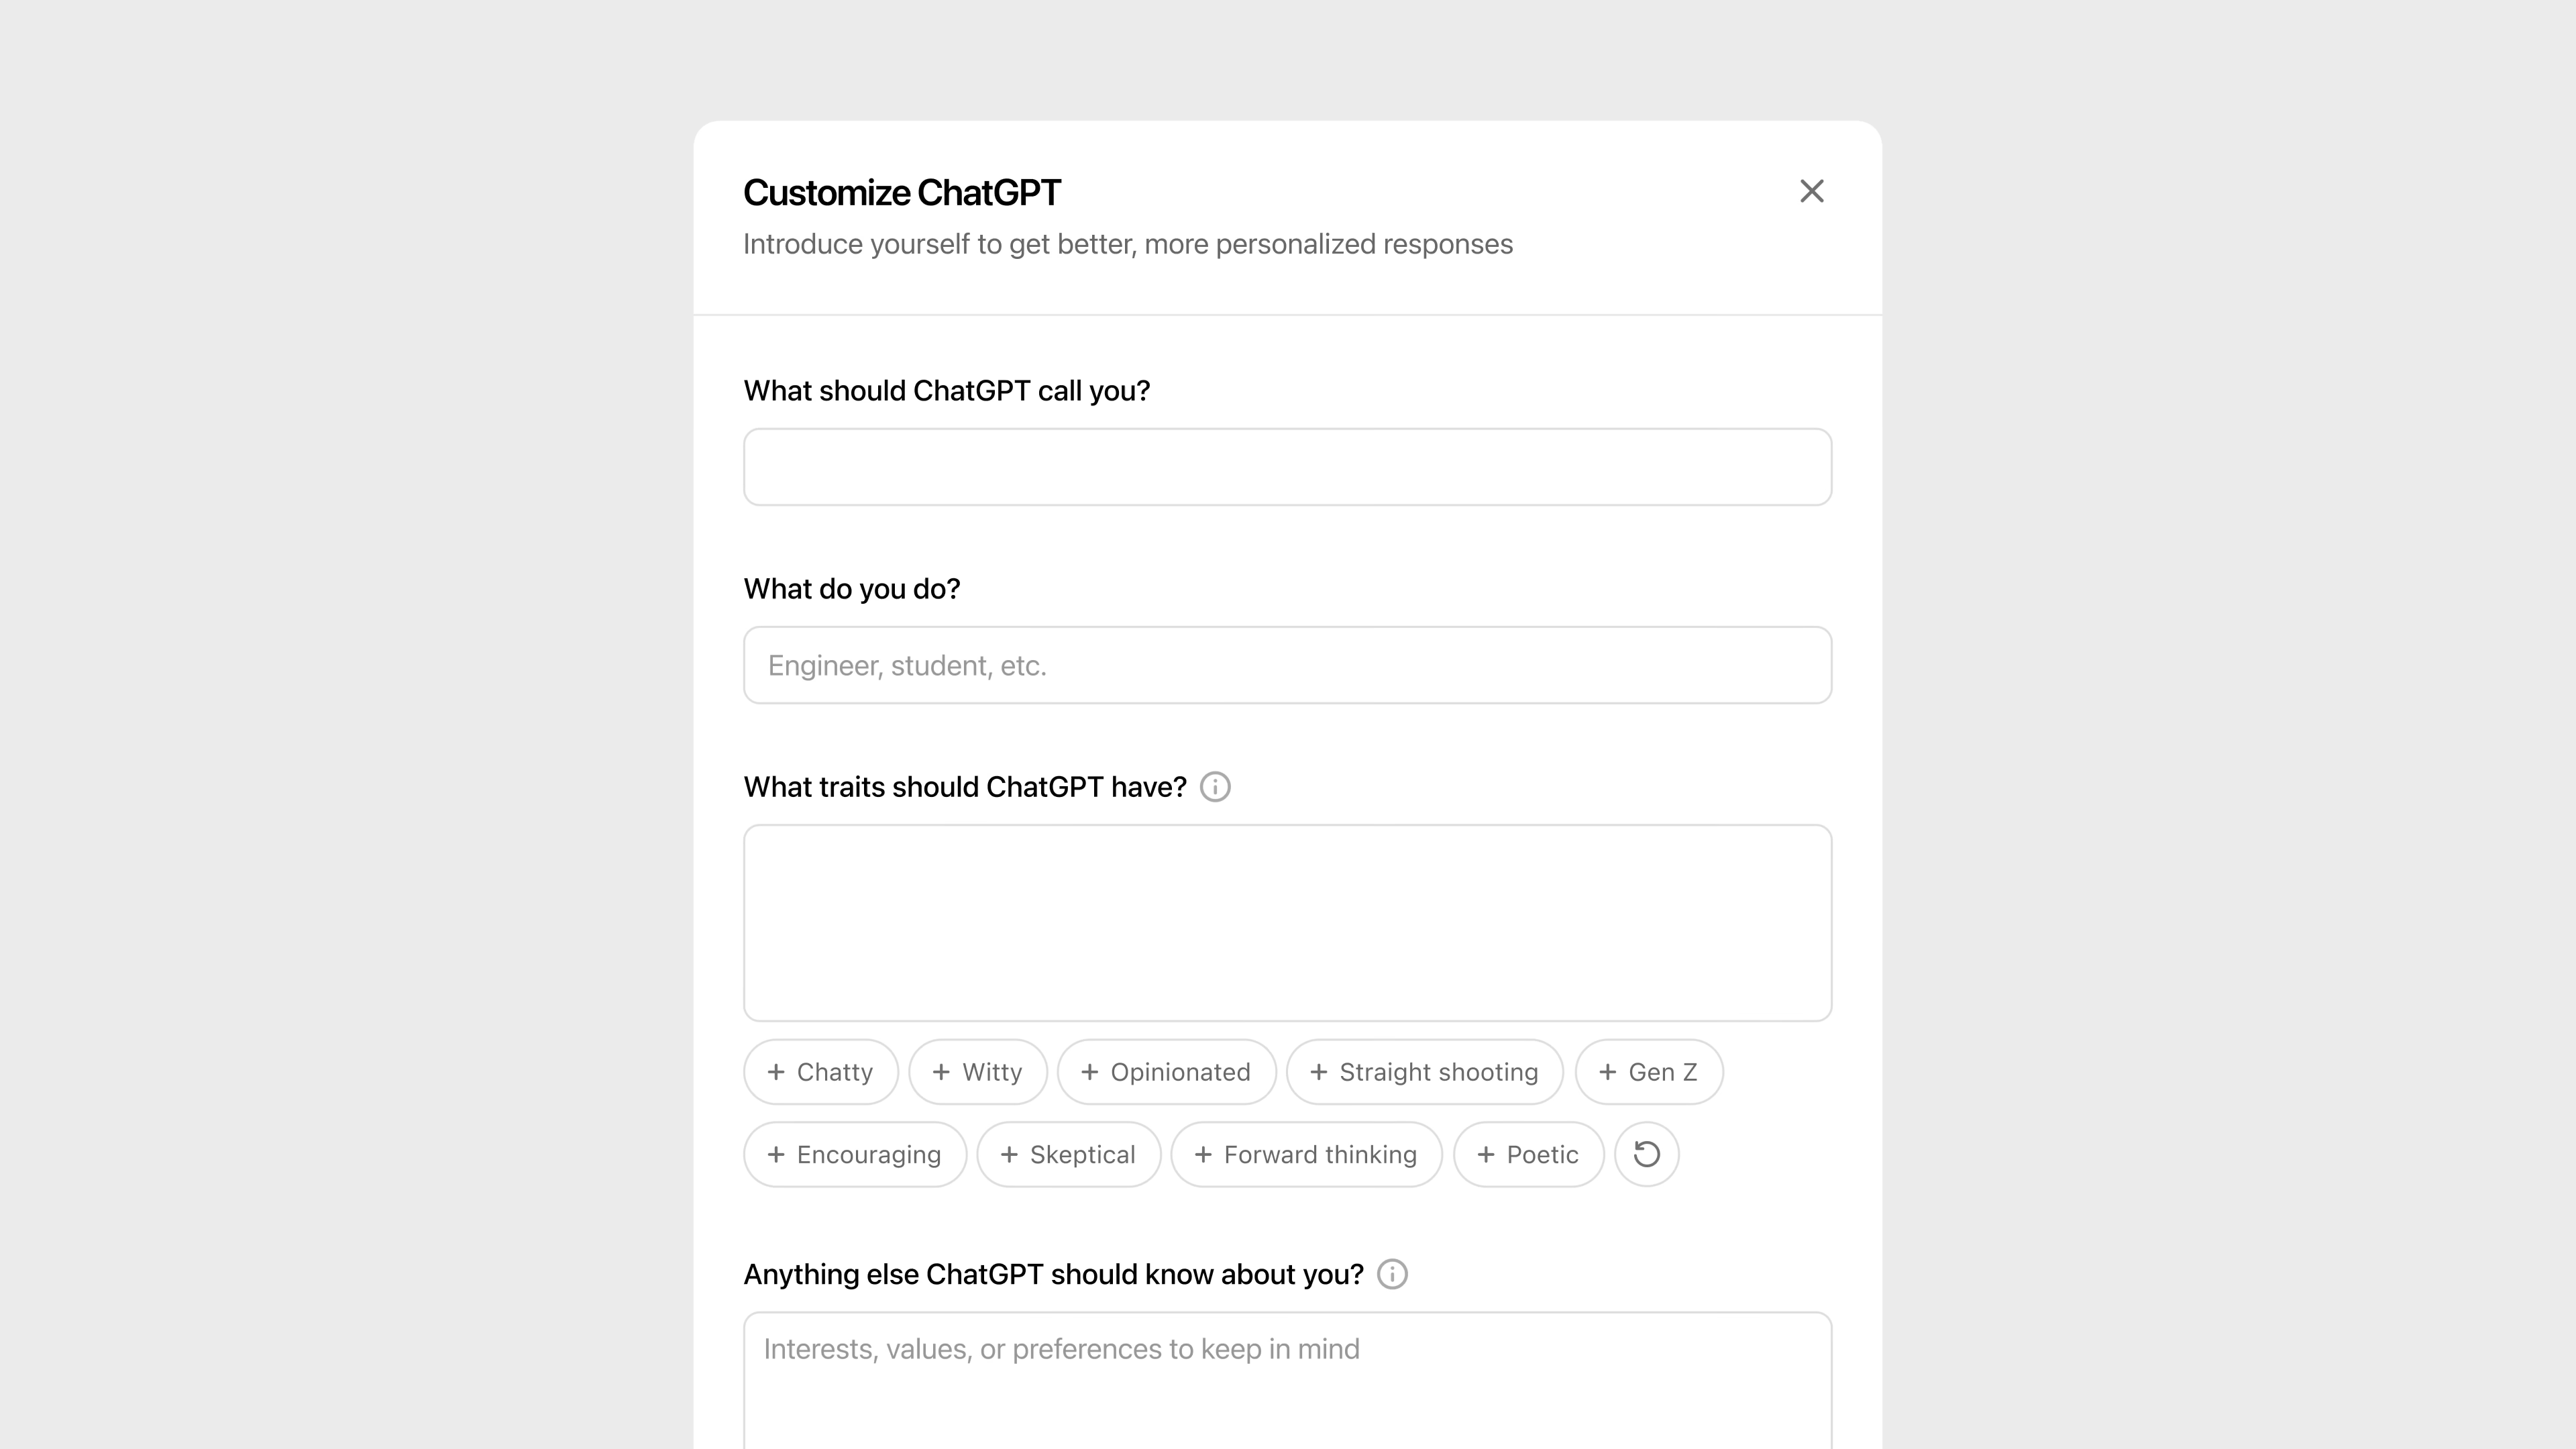 Customize ChatGPT
Introduce yourself to get better, more personalized responses
What should ChatGPT call you?
What do you do?
Engineer, student, etc.
What traits should ChatGPT have?
+ Chatty + Witty + Opinionated + Straight shooting + Gen Z
+ Encouraging + Skeptical + Forward thinking + Poetic
Anything else ChatGPT should know about you?
Interests, values, or preferences to keep in mind